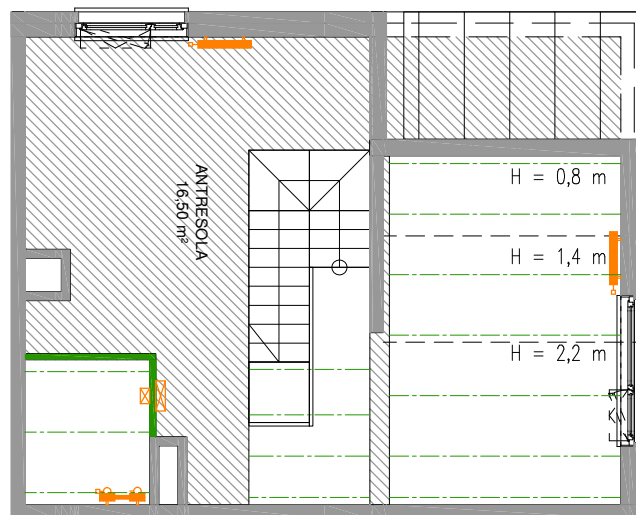 ANTRESOLA
16,50 m²
H = 0,8 m
H = 1,4 m
H = 2,2 m